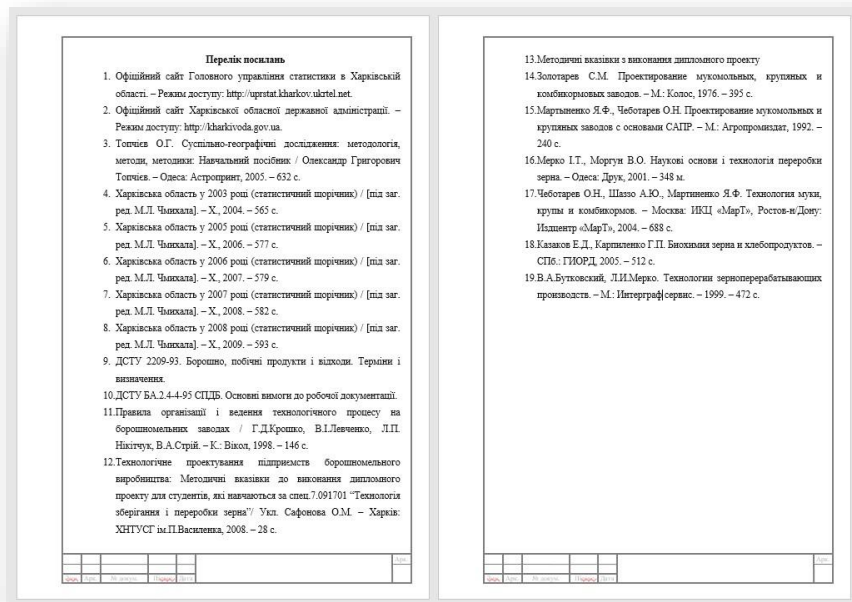 Перелік посилань
1. Офіційний сайт Головного управління статистики в Харківській
області. – Режим доступу: http://uprstat.kharkov.ukrtel.net.
2. Офіційний сайт Харківської обласної державної адміністрації. –
Режим доступу: http://kharkivoda.gov.ua.
3. Топчієв О.Г. Суспільно-географічні дослідження: методологія,
методи, методики: Навчальний посібник / Олександр Григорович
Топчієв. – Одеса: Астропринт, 2005. – 632 с.
4. Харківська область у 2003 році (статистичний щорічник) / [під заг.
ред. М.Л. Чмихала]. – Х., 2004. – 565 с.
5. Харківська область у 2005 році (статистичний щорічник) / [під заг.
ред. М.Л. Чмихала]. – Х., 2006. – 577 с.
6. Харківська область у 2006 році (статистичний щорічник) / [під заг.
ред. М.Л. Чмихала]. – Х., 2007. – 579 с.
7. Харківська область у 2007 році (статистичний щорічник) / [під заг.
ред. М.Л. Чмихала]. – Х., 2008. – 582 с.
8. Харківська область у 2008 році (статистичний щорічник) / [під заг.
ред. М.Л. Чмихала]. – Х., 2009. – 593 с.
9. ДСТУ 2209-93. Борошно, побічні продукти і відходи. Терміни і
визначення.
10.ДСТУ БА.2.4-4-95 СПДБ. Основні вимоги до робочої документації.
11.Правила організації і ведення технологічного процесу на
борошномельних заводах / Г.Д.Крошко, В.І.Левченко, Л.П.
Нікітчук, В.А.Стрій. – К.: Вікол, 1998. – 146 с.
12.Технологічне проектування підприємств борошномельного
виробництва: Методичні вказівки до виконання дипломного
проекту для студентів, які навчаються за спец.7.091701 “Технологія
зберігання і переробки зерна”/ Укл. Сафонова О.М. – Харків:
ХНТУСГ ім.П.Василенка, 2008. – 28 с.
Арк.
Арк. № докум. Дата
13.Методичні вказівки з виконання дипломного проекту
14.Золотарев С.М. Проектирование мукомольных, крупяных и
комбикормовых заводов. – М.: Колос, 1976. – 395 с.
15.Мартыненко Я.Ф., Чеботарев О.Н. Проектирование мукомольных и
крупяных заводов с основами САПР. – М.: Агропромиздат, 1992. –
240 с.
16.Мерко І.Т., Моргун В.О. Наукові основи і технологія переробки
зерна. – Одеса: Друк, 2001. – 348 м.
17.Чеботарев О.Н., Шаззо А.Ю., Мартиненко Я.Ф. Технология муки,
крупы и комбикормов. – Москва: ИКЦ «МарТ», Ростов-н/Дону:
Издцентр «МарТ», 2004. – 688 с.
18.Казаков Е.Д., Карпиленко Г.П. Биохимия зерна и хлебопродуктов. –
СПб.: ГИОРД, 2005. – 512 с.
19.В.А.Бутковский, Л.И.Мерко. Технологии зерноперерабатывающих
производств. – М.: Интерграфсервис. – 1999. – 472 с.
Арк.
Арк. № докум. Дата